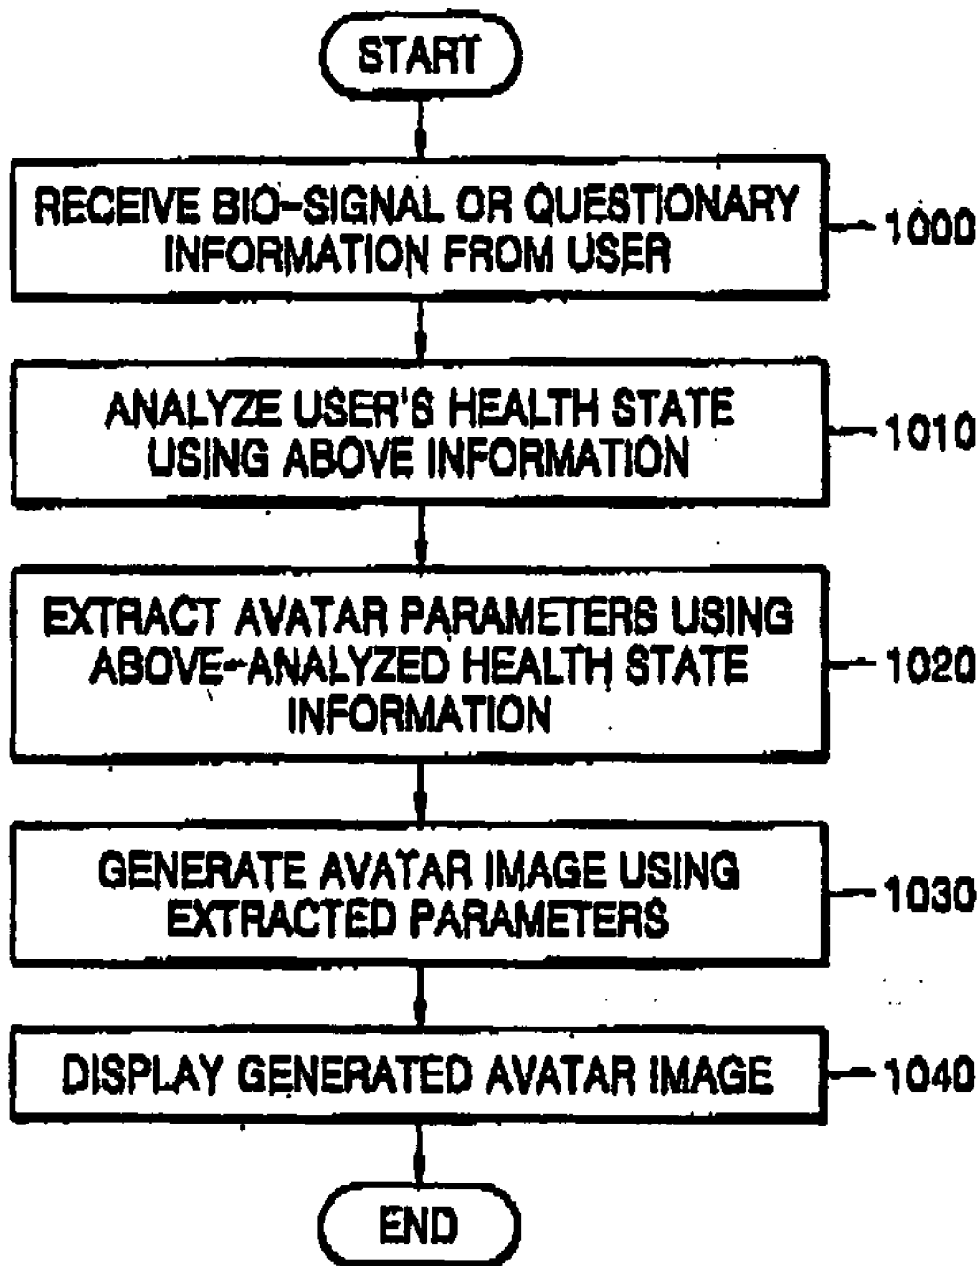 START
RECEIVE BIO-SIGNAL OR QUESTIONARY
INFORMATION FROM USER
1000
ANALYZE USER'S HEALTH STATE
USING ABOVE INFORMATION
1010
EXTRACT AVATAR PARAMETERS USING
ABOVE-ANALYZED HEALTH STATE
INFORMATION
1020
GENERATE AVATAR IMAGE USING
EXTRACTED PARAMETERS
1030
DISPLAY GENERATED AVATAR IMAGE
1040
END